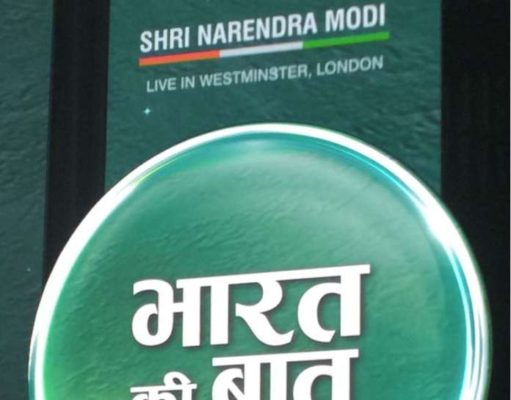 SHRI NARENDRA MODI
LIVE IN WESTMINSTER, LONDON
भारत
की बात